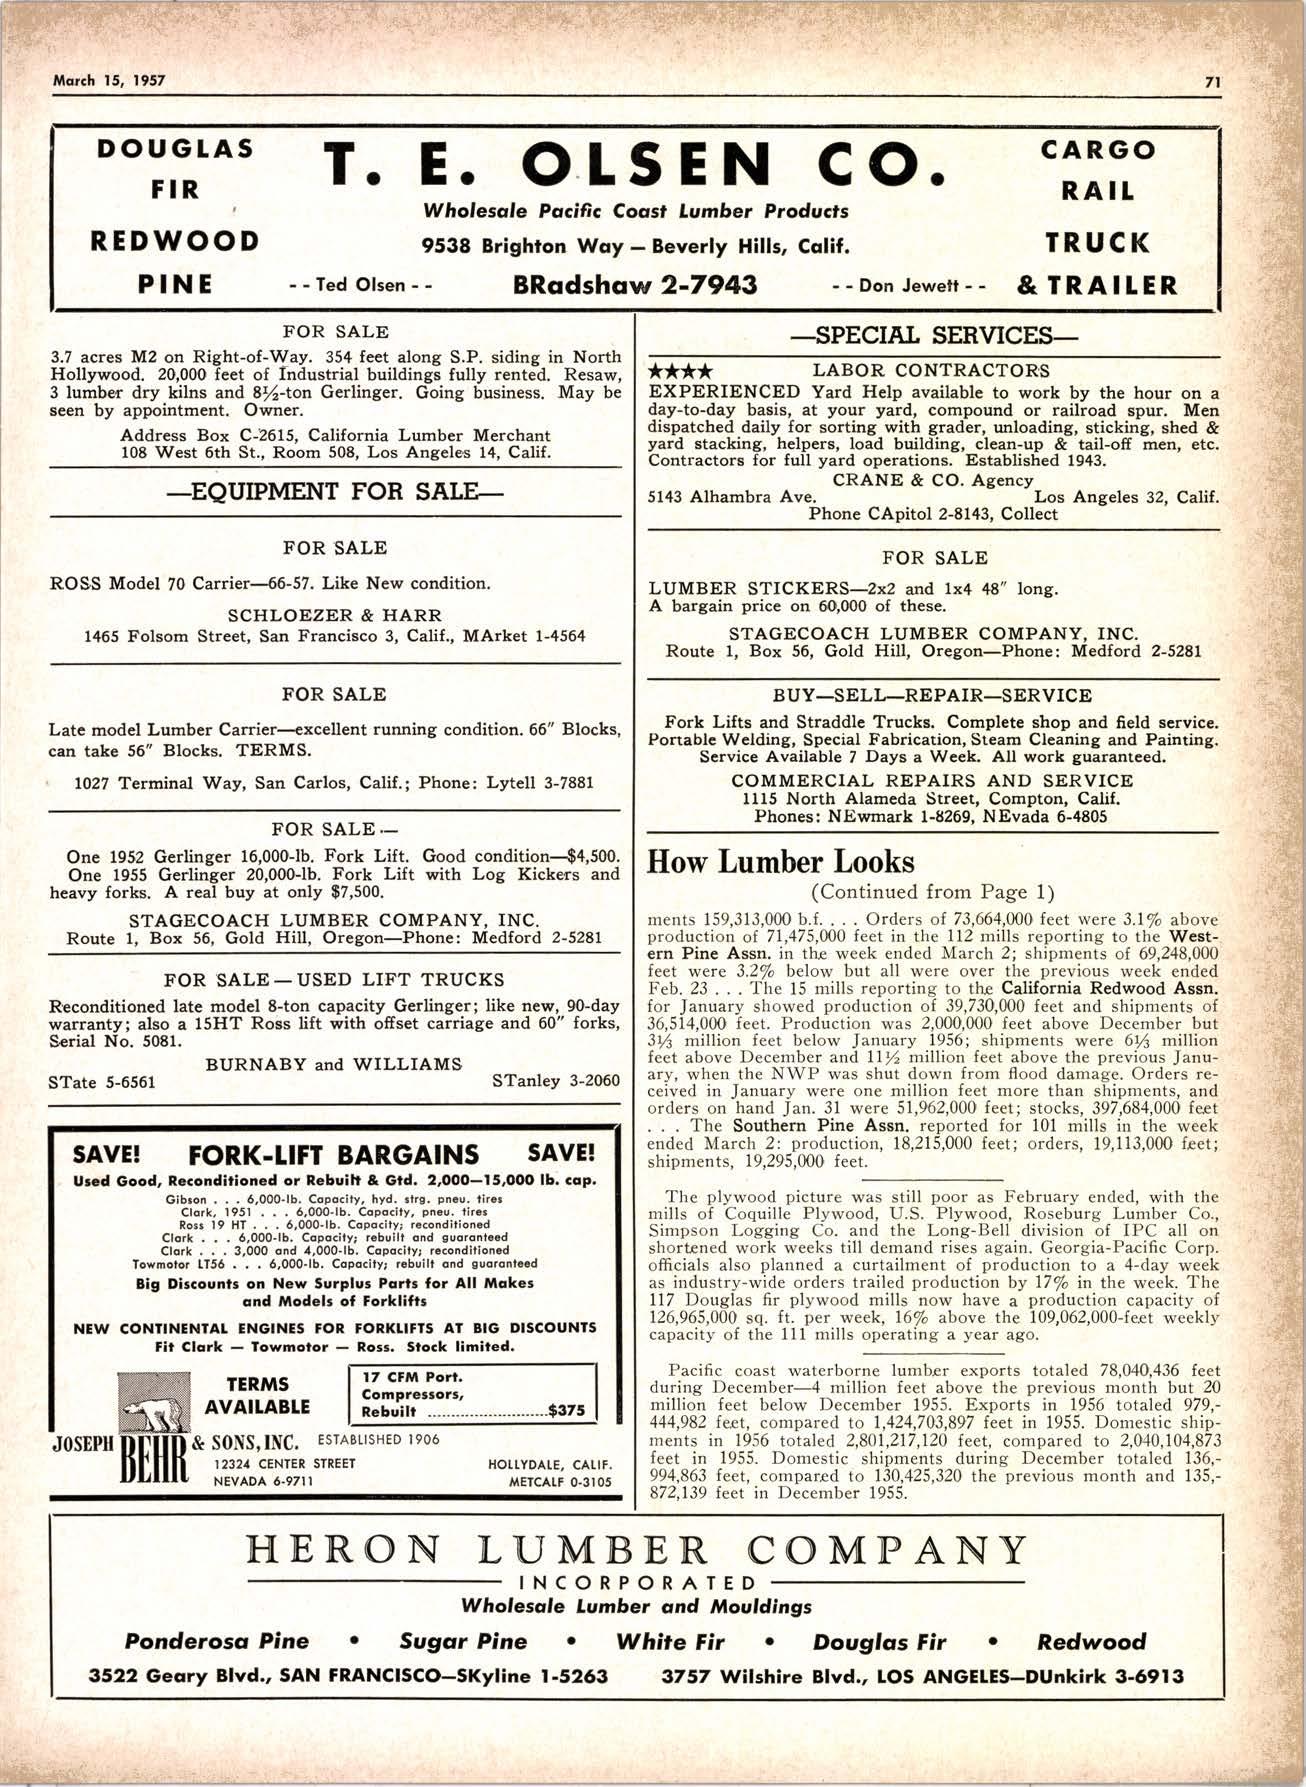 March 15, 1957
71
DOUGLAS
FIR
REDWOOD
PINE
T. E. OLSEN CO.
Wholesale Pacific Coast Lumber Products
9538 Brighton Way — Beverly Hills, Calif.
- - Ted Olsen - -
BRadshaw 2-7943
- - Don Jewett - -
CARGO
RAIL
TRUCK
& TRAILER
FOR SALE
3.7 acres M2 on Right-of-Way. 354 feet along S.P. siding in North
Hollywood. 20,000 feet of Industrial buildings fully rented. Resaw,
3 lumber dry kilns and 8½-ton Gerlinger. Going business. May be
seen by appointment. Owner.
Address Box C-2615, California Lumber Merchant
108 West 6th St., Room 508, Los Angeles 14, Calif.
—EQUIPMENT FOR SALE—
FOR SALE
ROSS Model 70 Carrier—66-57. Like New condition.
SCHLOEZER & HARR
1465 Folsom Street, San Francisco 3, Calif., MArket 1-4564
FOR SALE
Late model Lumber Carrier—excellent running condition. 66" Blocks,
can take 56" Blocks. TERMS.
1027 Terminal Way, San Carlos, Calif.; Phone: Lytell 3-7881
FOR SALE —
One 1952 Gerlinger 16,000-lb. Fork Lift. Good condition—$4,500.
One 1955 Gerlinger 20,000-lb. Fork Lift with Log Kickers and
heavy forks. A real buy at only $7,500.
STAGECOACH LUMBER COMPANY, INC.
Route 1, Box 56, Gold Hill, Oregon—Phone: Medford 2-5281
FOR SALE — USED LIFT TRUCKS
Reconditioned late model 8-ton capacity Gerlinger; like new, 90-day
warranty; also a 15HT Ross lift with offset carriage and 60" forks,
Serial No. 5081.
BURNABY and WILLIAMS
STate 5-6561
STanley 3-2060
SAVE! FORK-LIFT BARGAINS SAVE!
Used Good, Reconditioned or Rebuilt & Gtd. 2,000—15,000 lb. cap.
Gibson . . . 6,000-lb. Capacity, hyd. strg. pneu. tires
Clark, 1951 . . . 6,000-lb. Capacity, pneu. tires
Ross 19 HT . . . 6,000-lb. Capacity; reconditioned
Clark . . . 6,000-lb. Capacity; rebuilt and guaranteed
Clark . . . 3,000 and 4,000-lb. Capacity; reconditioned
Towmotor LT56 . . . 6,000-lb. Capacity; rebuilt and guaranteed
Big Discounts on New Surplus Parts for All Makes
and Models of Forklifts
NEW CONTINENTAL ENGINES FOR FORKLIFTS AT BIG DISCOUNTS
Fit Clark — Towmotor — Ross. Stock limited.
TERMS
AVAILABLE
17 CFM Port.
Compressors,
Rebuilt ..........................$375
JOSEPH BEHR & SONS, INC. ESTABLISHED 1906
12324 CENTER STREET
NEVADA 6-9711
HOLLYDALE, CALIF.
METCALF 0-3105
—SPECIAL SERVICES—
★★★★ LABOR CONTRACTORS
EXPERIENCED Yard Help available to work by the hour on a
day-to-day basis, at your yard, compound or railroad spur. Men
dispatched daily for sorting with grader, unloading, sticking, shed &
yard stacking, helpers, load building, clean-up & tail-off men, etc.
Contractors for full yard operations. Established 1943.
CRANE & CO. Agency
5143 Alhambra Ave. Los Angeles 32, Calif.
Phone CApitol 2-8143, Collect
FOR SALE
LUMBER STICKERS—2x2 and 1x4 48" long.
A bargain price on 60,000 of these.
STAGECOACH LUMBER COMPANY, INC.
Route 1, Box 56, Gold Hill, Oregon—Phone: Medford 2-5281
BUY—SELL—REPAIR—SERVICE
Fork Lifts and Straddle Trucks. Complete shop and field service.
Portable Welding, Special Fabrication, Steam Cleaning and Painting.
Service Available 7 Days a Week. All work guaranteed.
COMMERCIAL REPAIRS AND SERVICE
1115 North Alameda Street, Compton, Calif.
Phones: NEwmark 1-8269, NEvada 6-4805
How Lumber Looks
(Continued from Page 1)
ments 159,313,000 b.f. . . . Orders of 73,664,000 feet were 3.1% above
production of 71,475,000 feet in the 112 mills reporting to the West-
ern Pine Assn. in the week ended March 2; shipments of 69,248,000
feet were 3.2% below but all were over the previous week ended
Feb. 23 . . . The 15 mills reporting to the California Redwood Assn.
for January showed production of 39,730,000 feet and shipments of
36,514,000 feet. Production was 2,000,000 feet above December but
3⅓ million feet below January 1956; shipments were 6⅓ million
feet above December and 11½ million feet above the previous Janu-
ary, when the NWP was shut down from flood damage. Orders re-
ceived in January were one million feet more than shipments, and
orders on hand Jan. 31 were 51,962,000 feet; stocks, 397,684,000 feet
. . . The Southern Pine Assn. reported for 101 mills in the week
ended March 2: production, 18,215,000 feet; orders, 19,113,000 feet;
shipments, 19,295,000 feet.
The plywood picture was still poor as February ended, with the
mills of Coquille Plywood, U.S. Plywood, Roseburg Lumber Co.,
Simpson Logging Co. and the Long-Bell division of IPC all on
shortened work weeks till demand rises again. Georgia-Pacific Corp.
officials also planned a curtailment of production to a 4-day week
as industry-wide orders trailed production by 17% in the week. The
117 Douglas fir plywood mills now have a production capacity of
126,965,000 sq. ft. per week, 16% above the 109,062,000-feet weekly
capacity of the 111 mills operating a year ago.
Pacific coast waterborne lumber exports totaled 78,040,436 feet
during December—4 million feet above the previous month but 20
million feet below December 1955. Exports in 1956 totaled 979,-
444,982 feet, compared to 1,424,703,897 feet in 1955. Domestic ship-
ments in 1956 totaled 2,801,217,120 feet, compared to 2,040,104,873
feet in 1955. Domestic shipments during December totaled 136,-
994,863 feet, compared to 130,425,320 the previous month and 135,-
872,139 feet in December 1955.
HERON LUMBER COMPANY
INCORPORATED
Wholesale Lumber and Mouldings
Ponderosa Pine • Sugar Pine • White Fir • Douglas Fir • Redwood
3522 Geary Blvd., SAN FRANCISCO—SKyline 1-5263 3757 Wilshire Blvd., LOS ANGELES—DUnkirk 3-6913